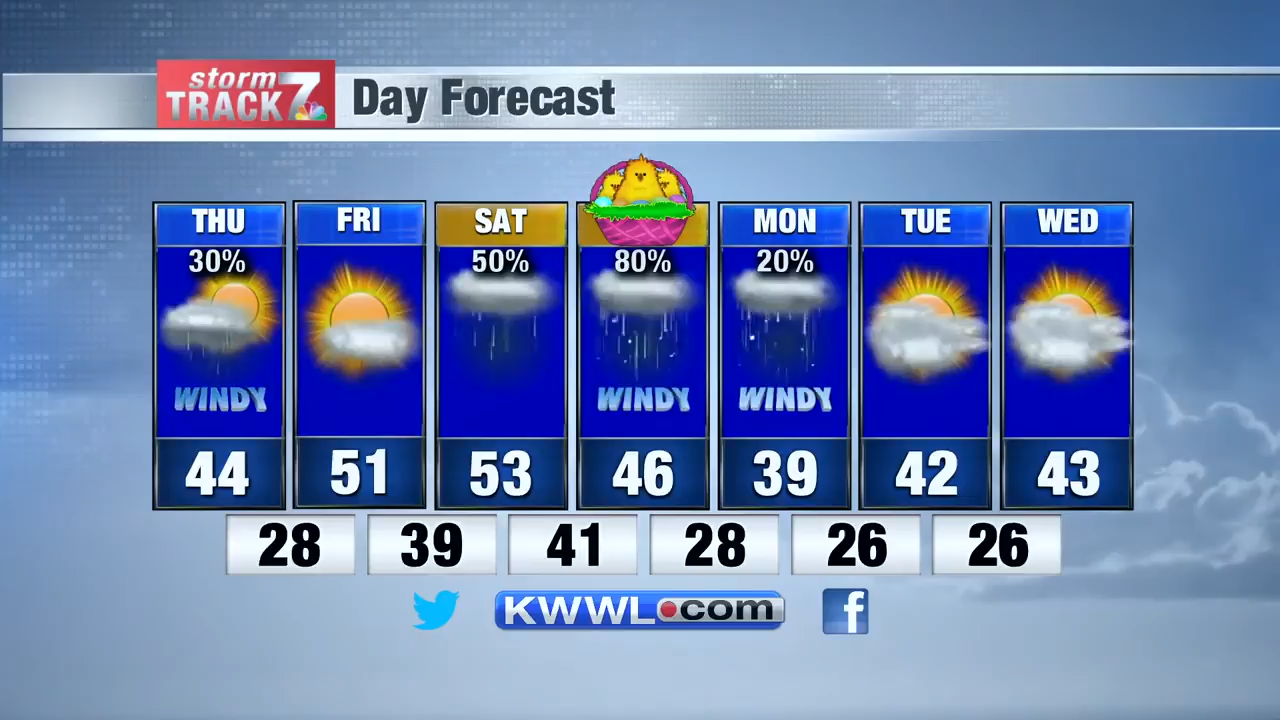 storm
TRACK 7 Day Forecast
THU FRI SAT MON TUE WED
30% 50% 80% 20%
WINDY WINDY WINDY
44 51 53 46 39 42 43
28 39 41 28 26 26
KWWL.com f